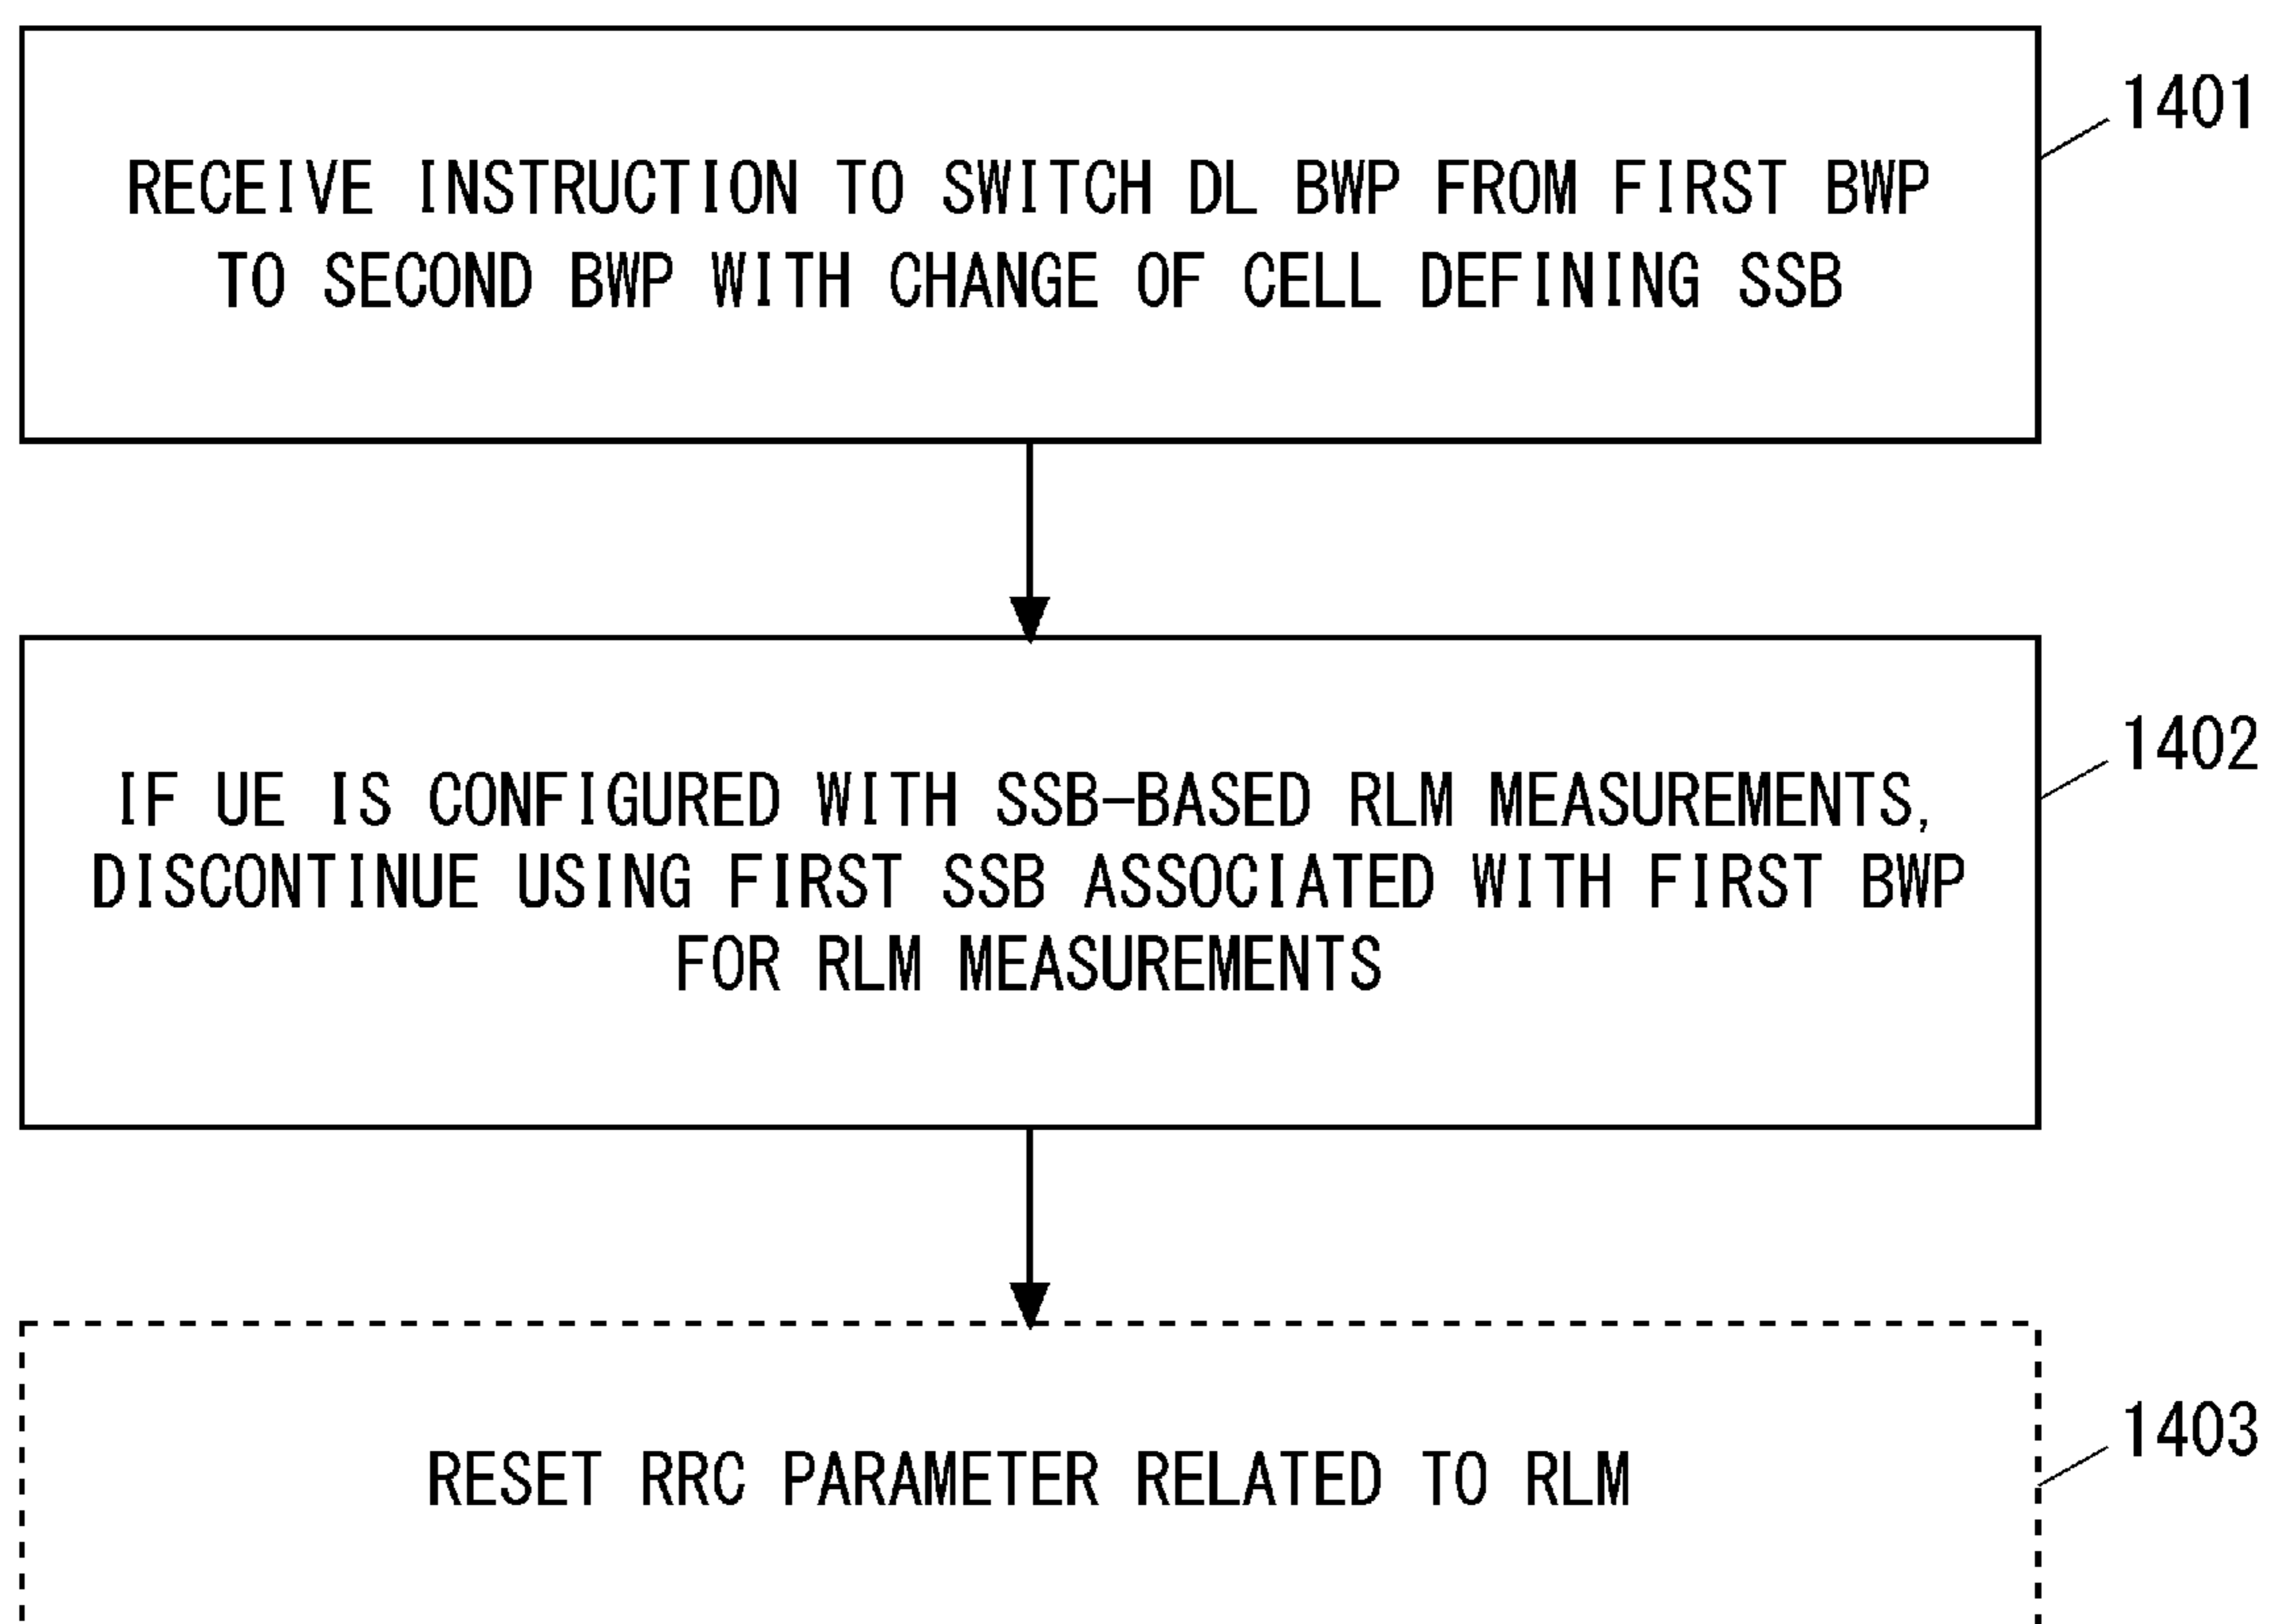 1401
RECEIVE INSTRUCTION TO SWITCH DL BWP FROM FIRST BWP
TO SECOND BWP WITH CHANGE OF CELL DEFINING SSB
1402
IF UE IS CONFIGURED WITH SSB-BASED RLM MEASUREMENTS,
DISCONTINUE USING FIRST SSB ASSOCIATED WITH FIRST BWP
FOR RLM MEASUREMENTS
1403
RESET RRC PARAMETER RELATED TO RLM